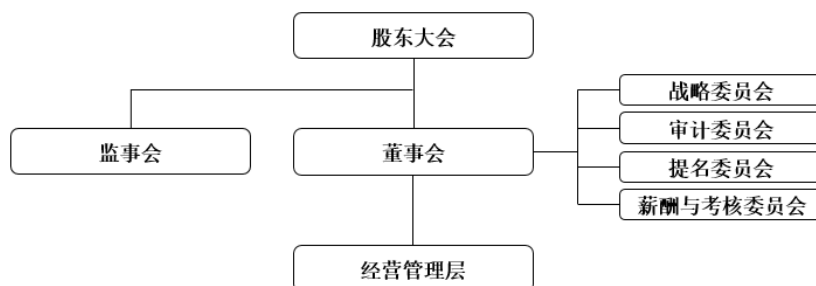 股东大会
战略委员会
审计委员会
监事会
董事会
提名委员会
薪酬与考核委员会
经营管理层